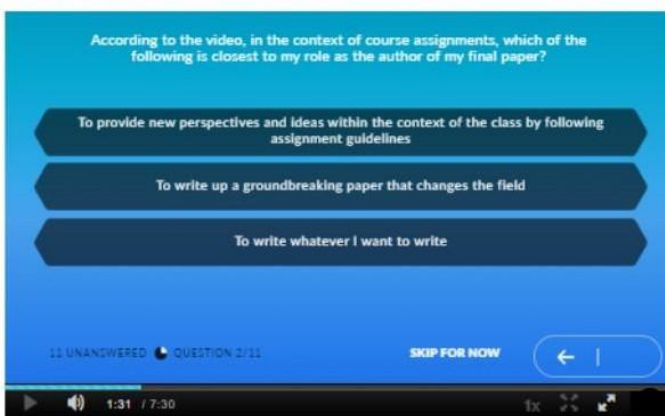 According to the video, in the context of course assignments, which of the
following is closest to my role as the author of my final paper?
To provide new perspectives and ideas within the context of the class by following
assignment guidelines
To write up a groundbreaking paper that changes the field
To write whatever I want to write
11 UNANSWERED QUESTION 2/11 SKIP FOR NOW
1:31 / 7:30 1x